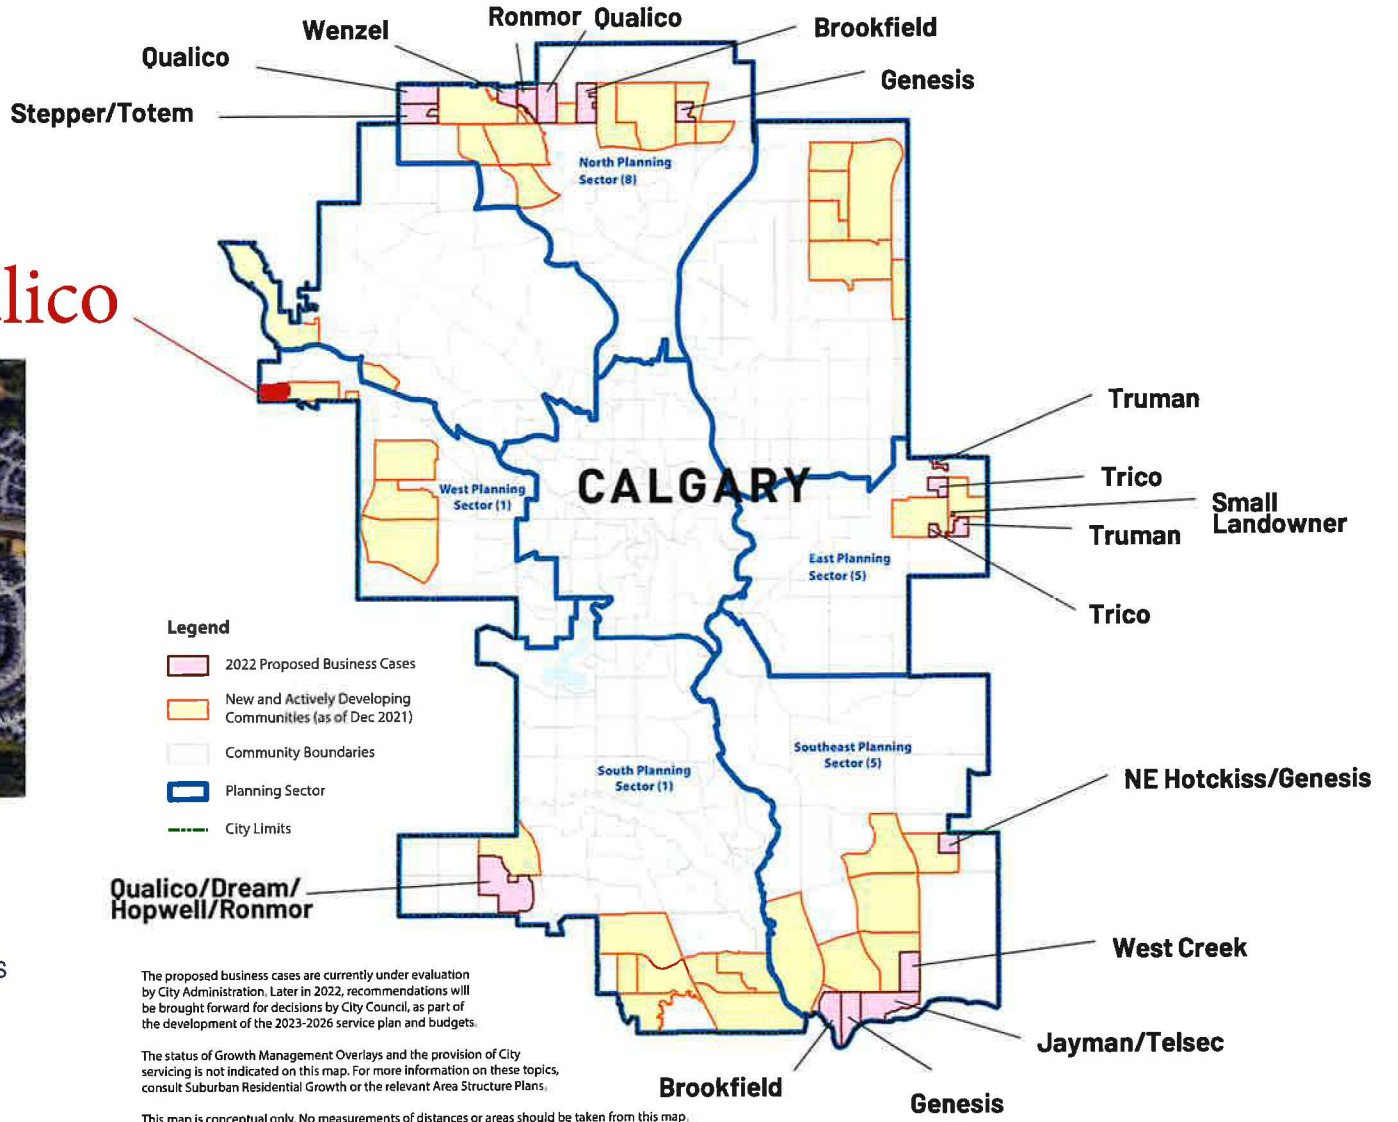 Ronmor
Qualico
Wenzel
Brookfield
Qualico
Genesis
Stepper/Totem
North Planning
Sector (8)
lico
Truman
Trico
CALGARY
West Planning
Sector (1)
Small
Landowner
Truman
East Planning
Sector (5)
Trico
Legend
2022 Proposed Business Cases
New and Actively Developing
Communities (as of Dec 2021)
Community Boundaries
Planning Sector
City Limits
Southeast Planning
Sector (5)
South Planning
Sector (1)
NE Hotckiss/Genesis
Qualico/Dream/
Hopwell/Ronmor
West Creek
s
The proposed business cases are currently under evaluation
by City Administration. Later in 2022, recommendations will
be brought forward for decisions by City Council, as part of
the development of the 2023-2026 service plan and budgets.
Jayman/Telsec
The status of Growth Management Overlays and the provision of City
servicing is not indicated on this map. For more information on these topics,
consult Suburban Residential Growth or the relevant Area Structure Plans.
Brookfield
Genesis
This map is conceptual only. No measurements of distances or areas should be taken from this map.